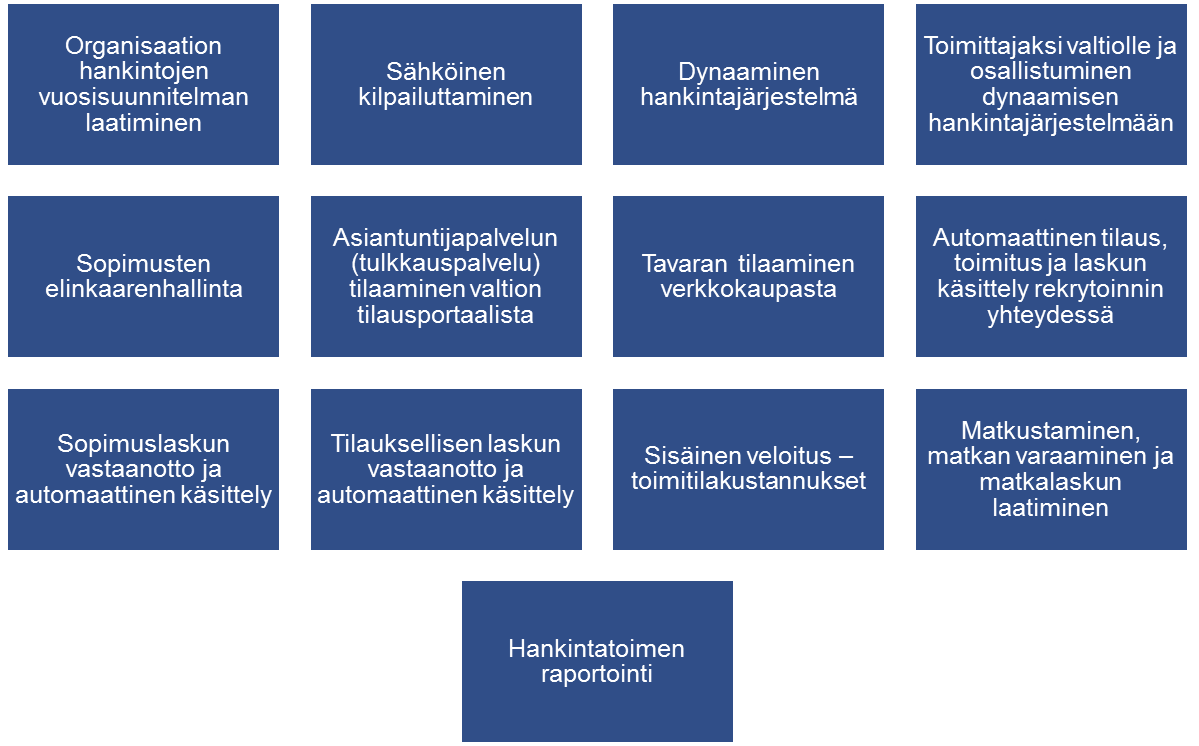 Organisaation
hankintojen
vuosisuunnitelman
laatiminen
Sähköinen
kilpailuttaminen
Dynaaminen
hankintajärjestelmä
Toimittajaksi valtiolle ja
osallistuminen
dynaamisen
hankintajärjestelmään
Sopimusten
elinkaarenhallinta
Asiantuntijapalvelun
(tulkkauspalvelu)
tilaaminen valtion
tilausportaalista
Tavaran tilaaminen
verkkokaupasta
Automaattinen tilaus,
toimitus ja laskun
käsittely rekrytoinnin
yhteydessä
Sopimuslaskun
vastaanotto ja
automaattinen käsittely
Tilauksellisen laskun
vastaanotto ja
automaattinen käsittely
Sisäinen veloitus –
toimitilakustannukset
Matkustaminen,
matkan varaaminen ja
matkalaskun
laatiminen
Hankintatoimen
raportointi